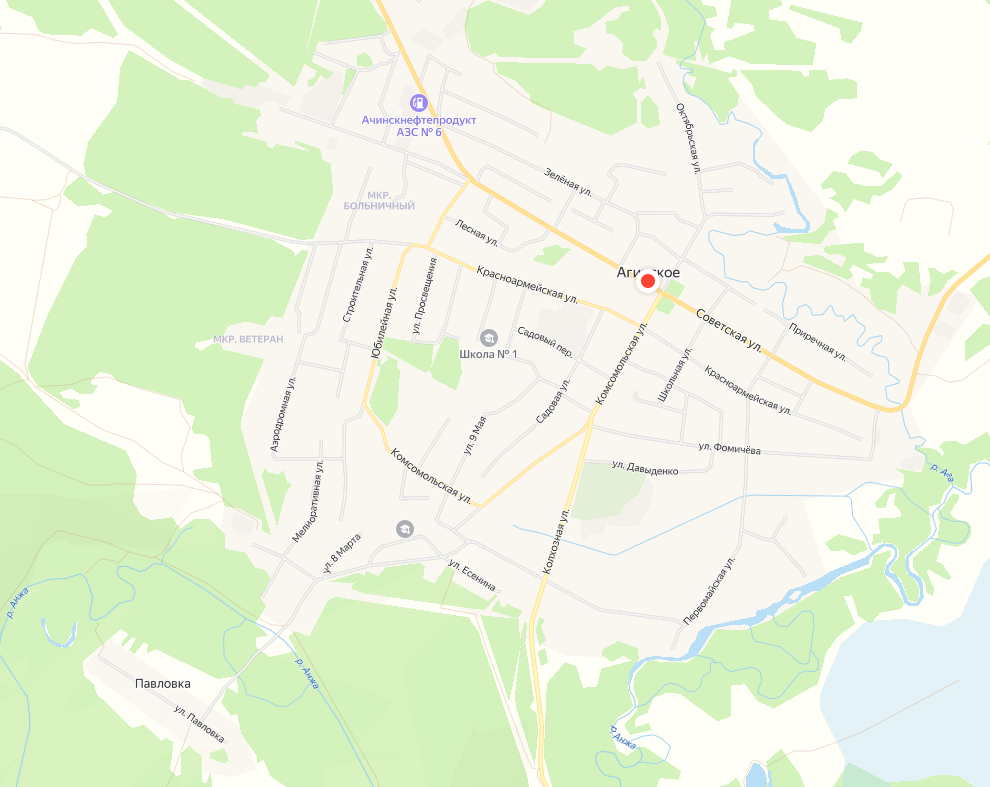 Ачинскнефтепродукт
АЗС № 6
Октябрьская ул.
Зелёная ул.
МКР.
БОЛЬНИЧНЫЙ
Лесная ул.
Агинское
Строительная ул.
ул. Просвещения
Красноармейская ул.
Юбилейная ул.
Советская ул.
Приречная ул.
МКР. ВЕТЕРАН
Школа № 1
Садовый пер.
Комсомольская ул.
Школьная ул.
Красноармейская ул.
Аэродромная ул.
Садовая ул.
ул. 9 Мая
ул. Фомичёва
Комсомольская ул.
ул. Давыденко
р. Ага
Мелиоративная ул.
Колхозная ул.
ул. 8 Марта
ул. Есенина
Первомайская ул.
р. Анжа
р. Анжа
Павловка
ул. Павловка
р. Анжа